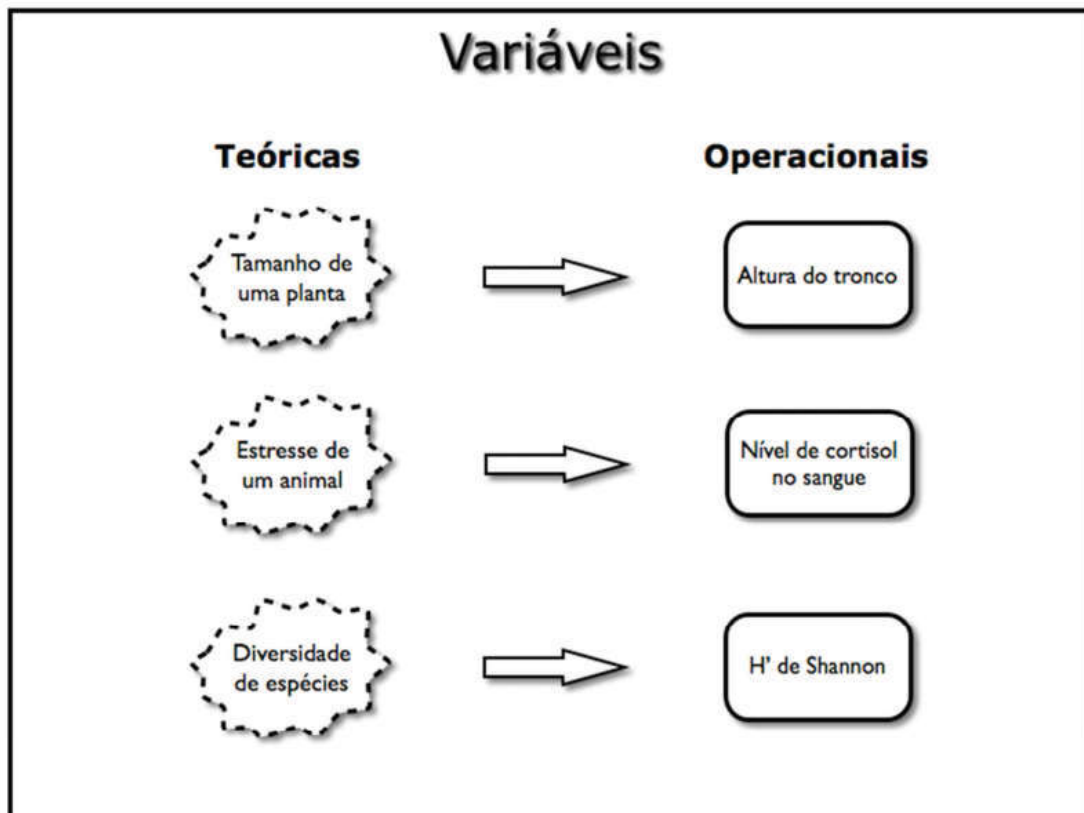 Variáveis
Teóricas
Operacionais
Tamanho de
uma planta
Altura do tronco
Estresse de
um animal
Nível de cortisol
no sangue
Diversidade
de espécies
H' de Shannon